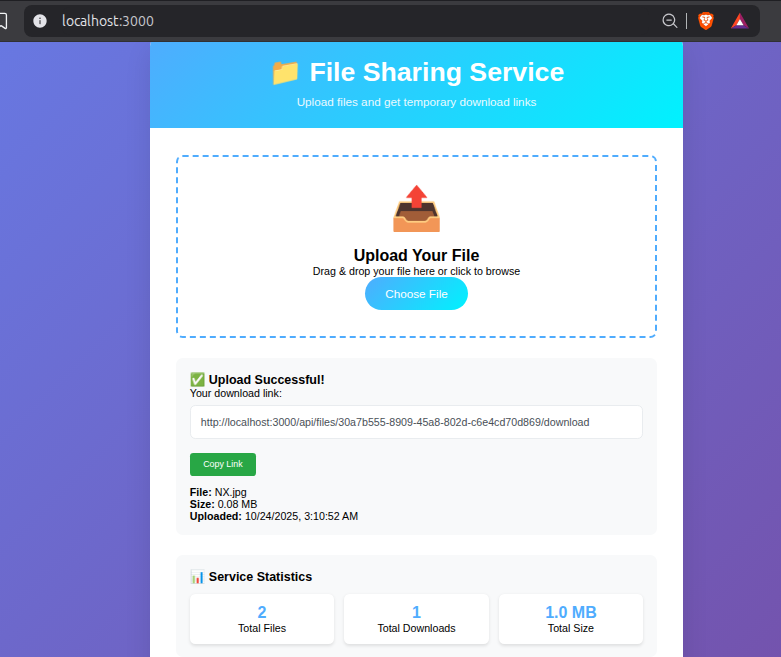 localhost:3000
File Sharing Service
Upload files and get temporary download links
Upload Your File
Drag & drop your file here or click to browse
Choose File
Upload Successful!
Your download link:
http://localhost:3000/api/files/30a7b555-8909-45a8-802d-c6e4cd70d869/download
Copy Link
File: NX.jpg
Size: 0.08 MB
Uploaded: 10/24/2025, 3:10:52 AM
Service Statistics
2
Total Files
1
Total Downloads
1.0 MB
Total Size